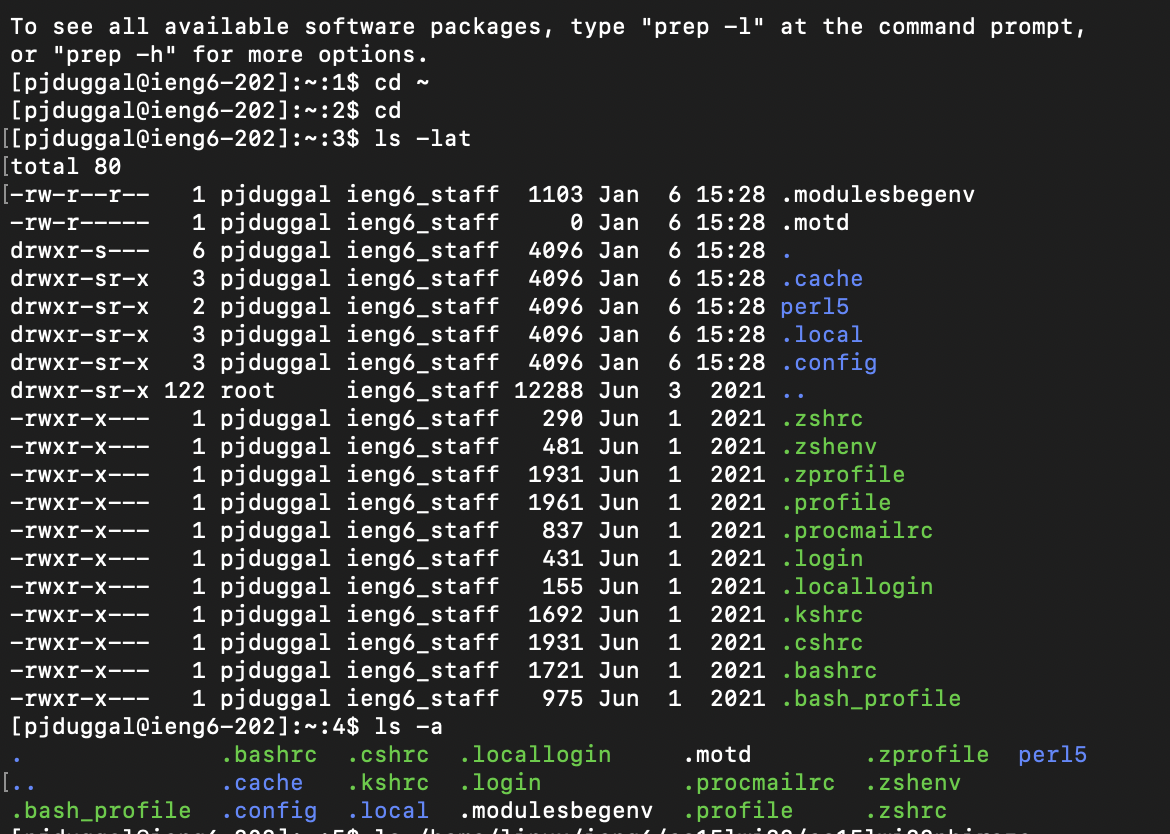 To see all available software packages, type "prep -l" at the command prompt,
or "prep -h" for more options.
[pjduggal@ieng6-202]:~:1$ cd ~
[pjduggal@ieng6-202]:~:2$ cd
[[pjduggal@ieng6-202]:~:3$ ls -lat
[total 80
[-rw-r--r-- 1 pjduggal ieng6_staff 1103 Jan 6 15:28 .modulesbegenv
-rw-r----- 1 pjduggal ieng6_staff 0 Jan 6 15:28 .motd
drwxr-s--- 6 pjduggal ieng6_staff 4096 Jan 6 15:28 .
drwxr-sr-x 3 pjduggal ieng6_staff 4096 Jan 6 15:28 .cache
drwxr-sr-x 2 pjduggal ieng6_staff 4096 Jan 6 15:28 perl5
drwxr-sr-x 3 pjduggal ieng6_staff 4096 Jan 6 15:28 .local
drwxr-sr-x 3 pjduggal ieng6_staff 4096 Jan 6 15:28 .config
drwxr-sr-x 122 root ieng6_staff 12288 Jun 3 2021 ..
-rwxr-x--- 1 pjduggal ieng6_staff 290 Jun 1 2021 .zshrc
-rwxr-x--- 1 pjduggal ieng6_staff 481 Jun 1 2021 .zshenv
-rwxr-x--- 1 pjduggal ieng6_staff 1931 Jun 1 2021 .zprofile
-rwxr-x--- 1 pjduggal ieng6_staff 1961 Jun 1 2021 .profile
-rwxr-x--- 1 pjduggal ieng6_staff 837 Jun 1 2021 .procmailrc
-rwxr-x--- 1 pjduggal ieng6_staff 431 Jun 1 2021 .login
-rwxr-x--- 1 pjduggal ieng6_staff 155 Jun 1 2021 .locallogin
-rwxr-x--- 1 pjduggal ieng6_staff 1692 Jun 1 2021 .kshrc
-rwxr-x--- 1 pjduggal ieng6_staff 1931 Jun 1 2021 .cshrc
-rwxr-x--- 1 pjduggal ieng6_staff 1721 Jun 1 2021 .bashrc
-rwxr-x--- 1 pjduggal ieng6_staff 975 Jun 1 2021 .bash_profile
[pjduggal@ieng6-202]:~:4$ ls -a
. .bashrc .cshrc .locallogin .motd .zprofile perl5
[.. .cache .kshrc .login .procmailrc .zshenv
.bash_profile .config .local .modulesbegenv .profile .zshrc